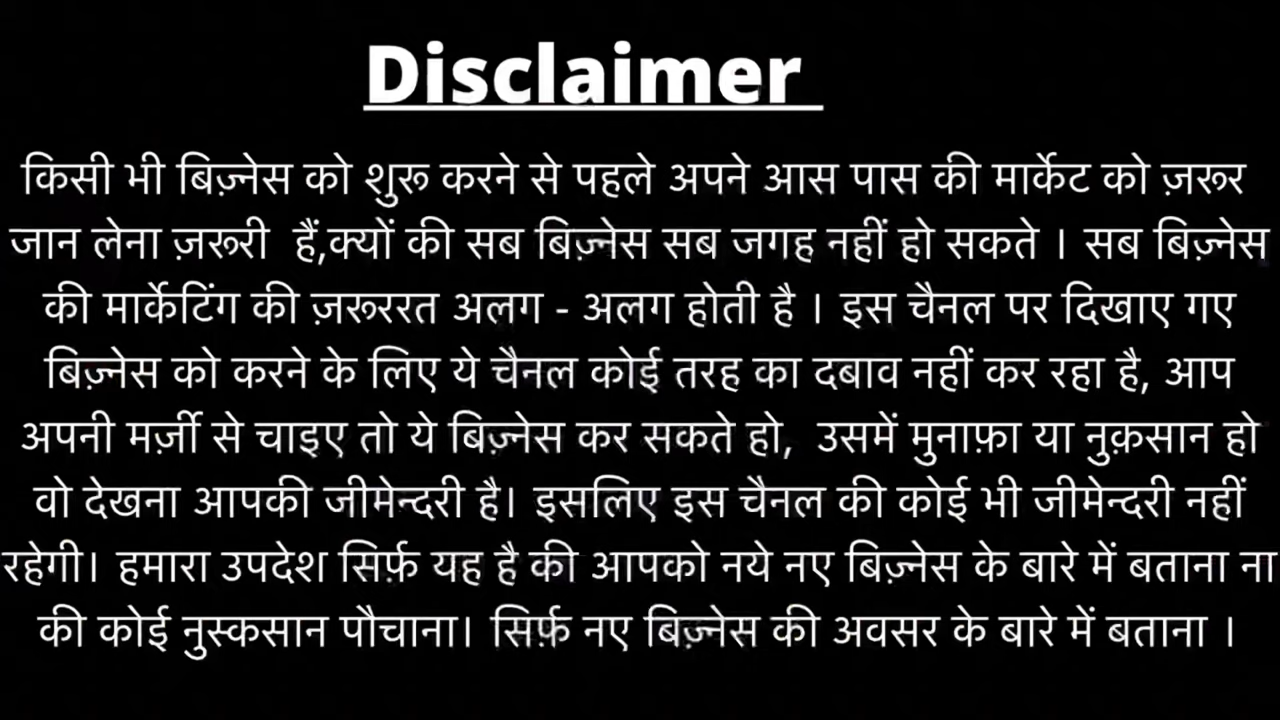 Disclaimer
किसी भी बिज़्नेस को शुरू करने से पहले अपने आस पास की मार्केट को ज़रूर
जान लेना ज़रूरी हैं,क्यों की सब बिज़्नेस सब जगह नहीं हो सकते । सब बिज़्नेस
की मार्केटिंग की ज़रूररत अलग - अलग होती है । इस चैनल पर दिखाए गए
बिज़्नेस को करने के लिए ये चैनल कोई तरह का दबाव नहीं कर रहा है, आप
अपनी मर्ज़ी से चाइए तो ये बिज़्नेस कर सकते हो, उसमें मुनाफ़ा या नुक़सान हो
वो देखना आपकी जीमेन्दरी है। इसलिए इस चैनल की कोई भी जीमेन्दरी नहीं
रहेगी। हमारा उपदेश सिर्फ़ यह है की आपको नये नए बिज़्नेस के बारे में बताना ना
की कोई नुस्कसान पौचाना। सिर्फ़ नए बिज़्नेस की अवसर के बारे में बताना ।